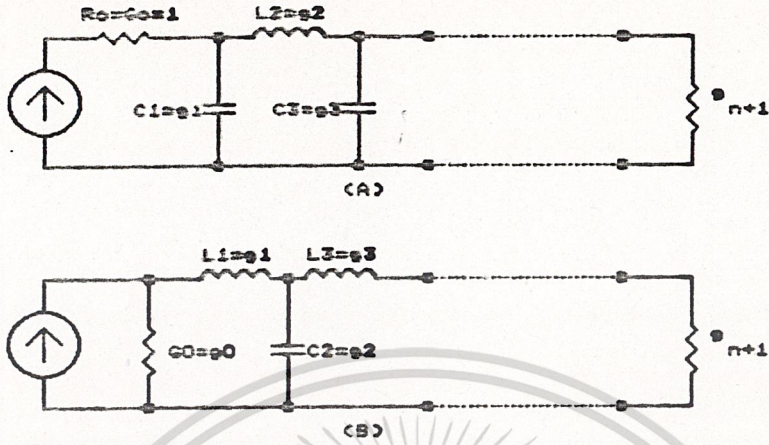 Ro=Go=1
L2=g2
C1=g1
C3=g3
g n+1
(A)
L1=g1
L3=g3
G0=g0
C2=g2
g n+1
(B)